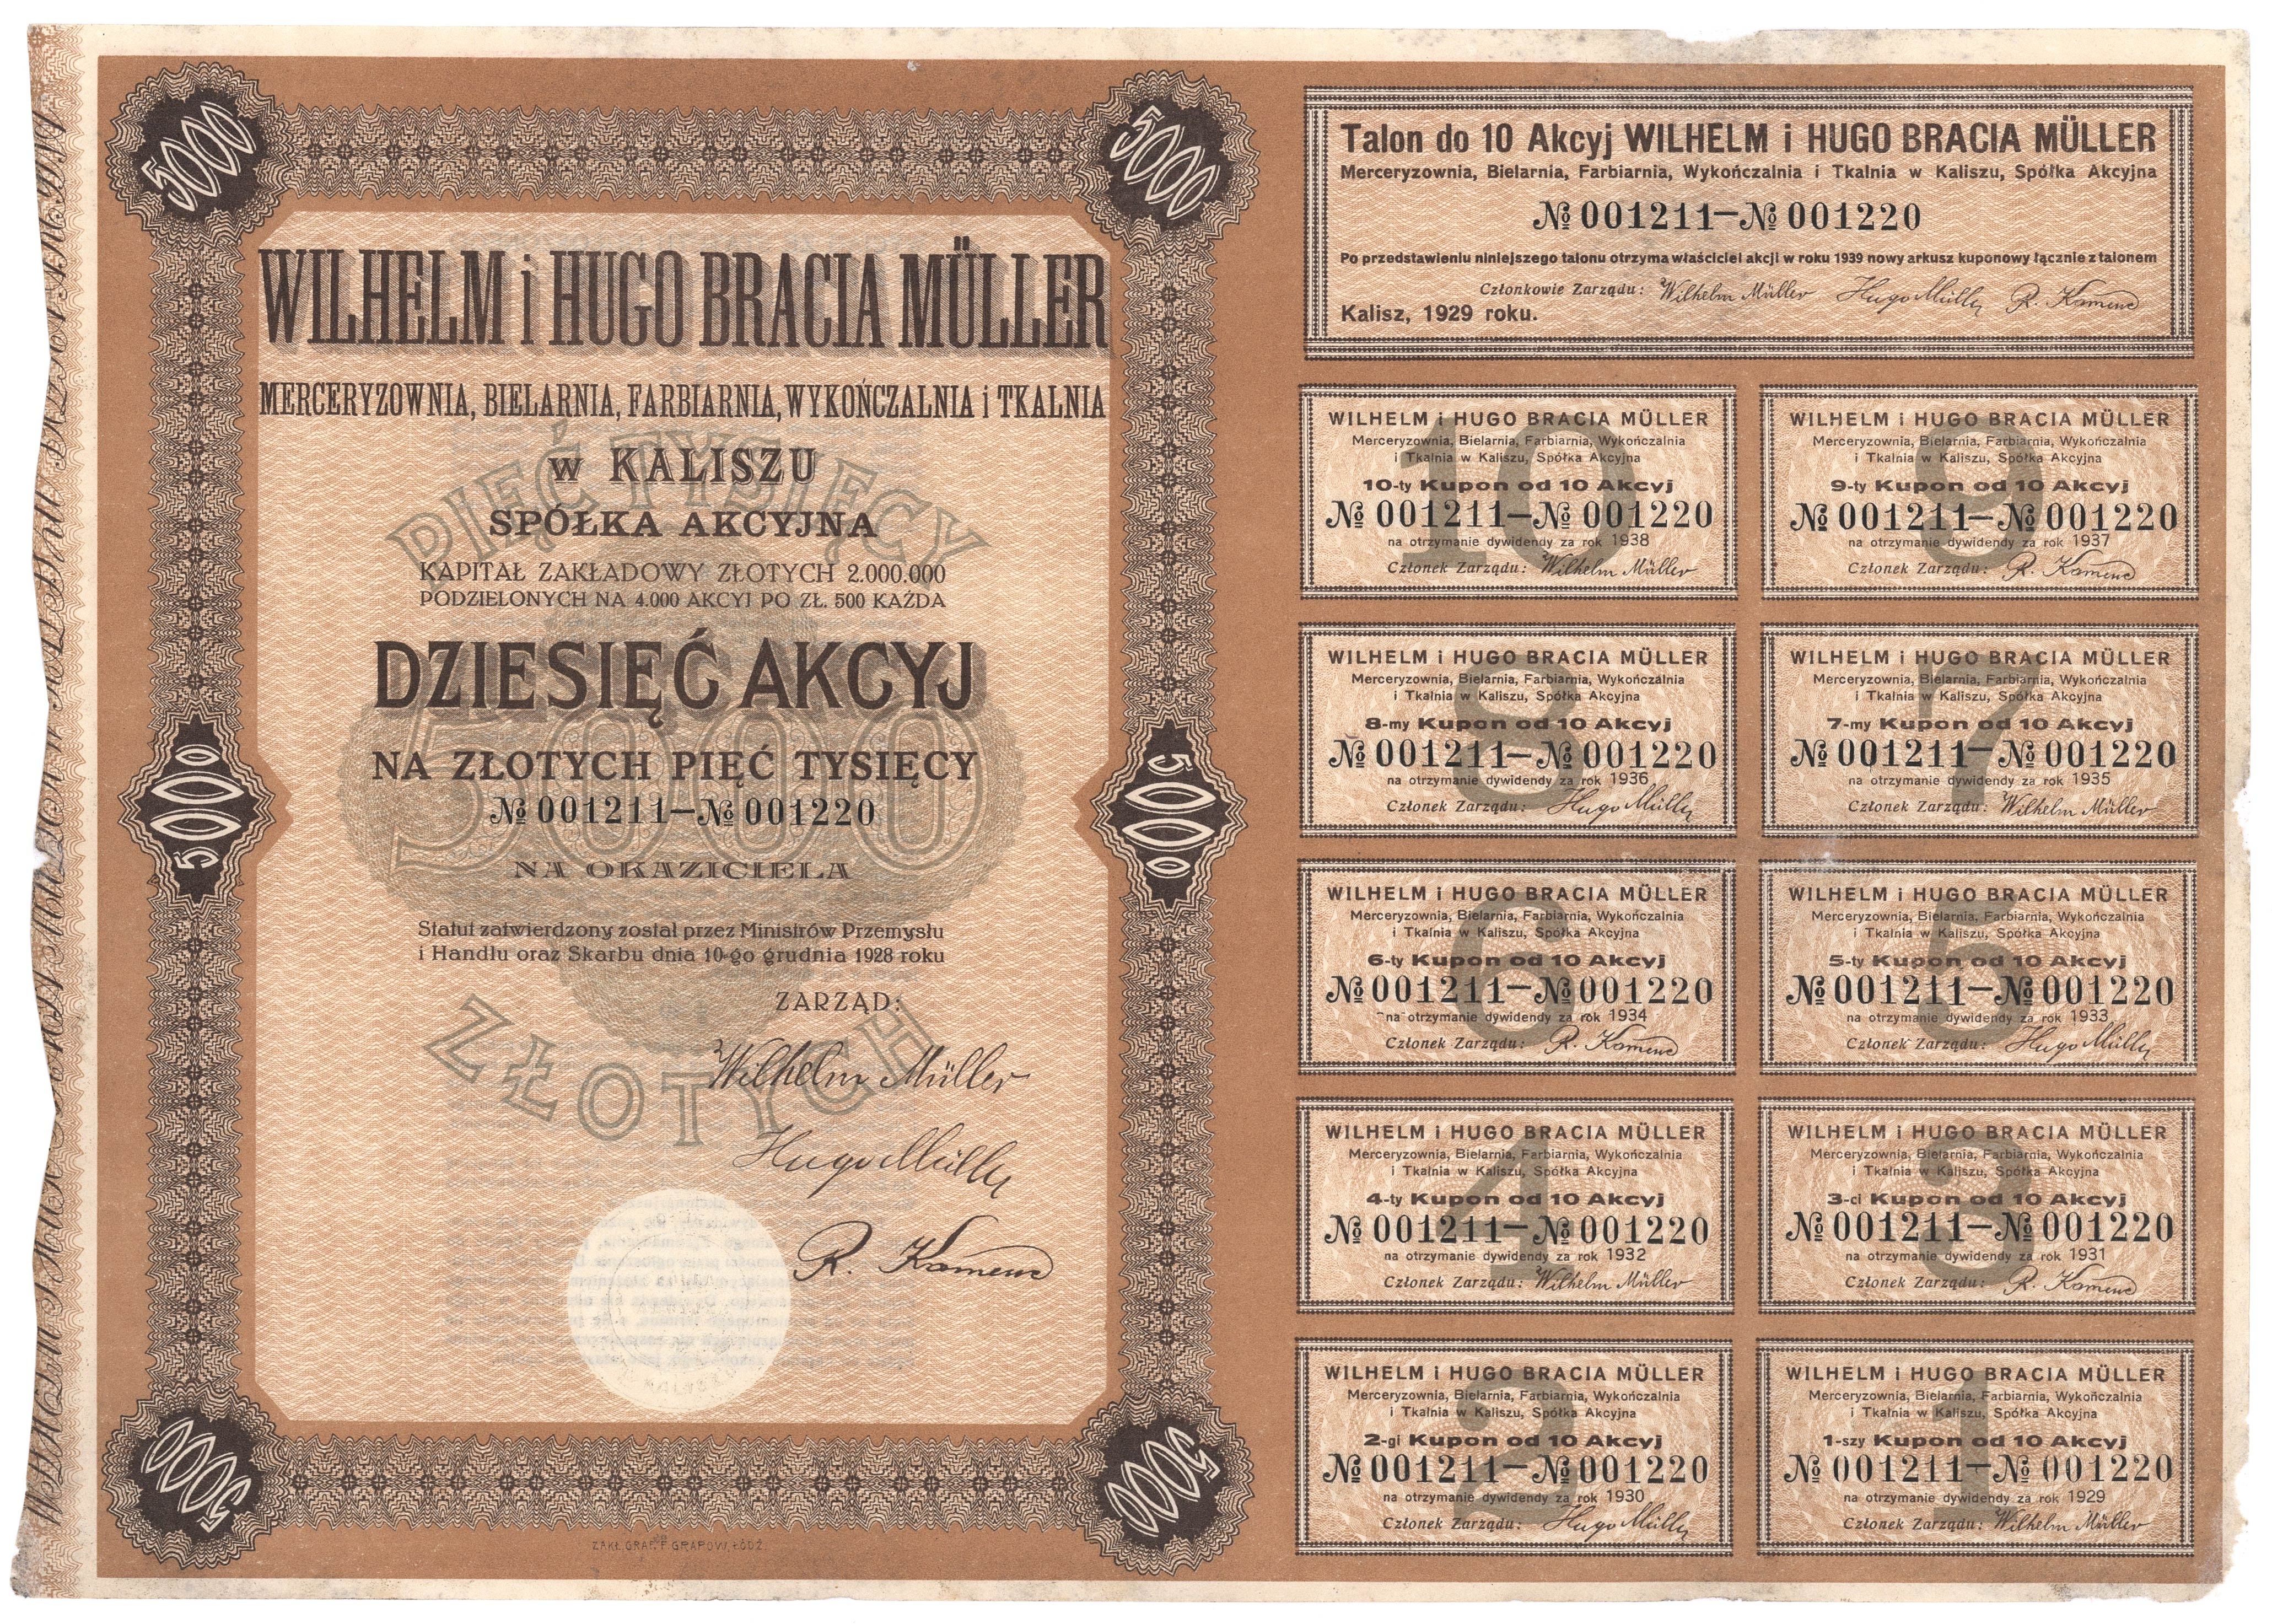 5000
5000
WILHELM i HUGO BRACIA MÜLLER
MERCERYZOWNIA, BIELARNIA, FARBIARNIA, WYKOŃCZALNIA i TKALNIA
w KALISZU
SPÓŁKA AKCYJNA
PIĘĆ TYSIĘCY
KAPITAŁ ZAKŁADOWY ZŁOTYCH 2.000.000
PODZIELONYCH NA 4.000 AKCYI PO ZŁ. 500 KAŻDA
DZIESIĘĆ AKCYJ
5000
NA ZŁOTYCH PIĘĆ TYSIĘCY
№ 001211—№ 001220
5000
5000
NA OKAZICIELA
Statut zatwierdzony został przez Ministrów Przemysłu
i Handlu oraz Skarbu dnia 10-go grudnia 1928 roku
ZARZĄD:
ZŁOTYCH
Wilhelm Müller
Hugo Müller
R. Kamene
5000
5000
ZAKŁ. GRAF. F GRAPOW, ŁÓDŹ.
Talon do 10 Akcyj WILHELM i HUGO BRACIA MÜLLER
Merceryzownia, Bielarnia, Farbiarnia, Wykończalnia i Tkalnia w Kaliszu, Spółka Akcyjna
№ 001211—№ 001220
Po przedstawieniu niniejszego talonu otrzyma właściciel akcji w roku 1939 nowy arkusz kuponowy łącznie z talonem
Członkowie Zarządu: Wilhelm Müller Hugo Müller R. Kamene
Kalisz, 1929 roku.
10
WILHELM i HUGO BRACIA MÜLLER
Merceryzownia, Bielarnia, Farbiarnia, Wykończalnia
i Tkalnia w Kaliszu, Spółka Akcyjna
10-ty Kupon od 10 Akcyj
№ 001211—№ 001220
na otrzymanie dywidendy za rok 1938
Członek Zarządu: Wilhelm Müller
9
WILHELM i HUGO BRACIA MÜLLER
Merceryzownia, Bielarnia, Farbiarnia, Wykończalnia
i Tkalnia w Kaliszu, Spółka Akcyjna
9-ty Kupon od 10 Akcyj
№ 001211—№ 001220
na otrzymanie dywidendy za rok 1937
Członek Zarządu: R. Kamene
8
WILHELM i HUGO BRACIA MÜLLER
Merceryzownia, Bielarnia, Farbiarnia, Wykończalnia
i Tkalnia w Kaliszu, Spółka Akcyjna
8-my Kupon od 10 Akcyj
№ 001211—№ 001220
na otrzymanie dywidendy za rok 1936
Członek Zarządu: Hugo Müller
7
WILHELM i HUGO BRACIA MÜLLER
Merceryzownia, Bielarnia, Farbiarnia, Wykończalnia
i Tkalnia w Kaliszu, Spółka Akcyjna
7-my Kupon od 10 Akcyj
№ 001211—№ 001220
na otrzymanie dywidendy za rok 1935
Członek Zarządu: Wilhelm Müller
6
WILHELM i HUGO BRACIA MÜLLER
Merceryzownia, Bielarnia, Farbiarnia, Wykończalnia
i Tkalnia w Kaliszu, Spółka Akcyjna
6-ty Kupon od 10 Akcyj
№ 001211—№ 001220
na otrzymanie dywidendy za rok 1934
Członek Zarządu: R. Kamene
5
WILHELM i HUGO BRACIA MÜLLER
Merceryzownia, Bielarnia, Farbiarnia, Wykończalnia
i Tkalnia w Kaliszu, Spółka Akcyjna
5-ty Kupon od 10 Akcyj
№ 001211—№ 001220
na otrzymanie dywidendy za rok 1933
Członek Zarządu: Hugo Müller
4
WILHELM i HUGO BRACIA MÜLLER
Merceryzownia, Bielarnia, Farbiarnia, Wykończalnia
i Tkalnia w Kaliszu, Spółka Akcyjna
4-ty Kupon od 10 Akcyj
№ 001211—№ 001220
na otrzymanie dywidendy za rok 1932
Członek Zarządu: Wilhelm Müller
3
WILHELM i HUGO BRACIA MÜLLER
Merceryzownia, Bielarnia, Farbiarnia, Wykończalnia
i Tkalnia w Kaliszu, Spółka Akcyjna
3-ci Kupon od 10 Akcyj
№ 001211—№ 001220
na otrzymanie dywidendy za rok 1931
Członek Zarządu: R. Kamene
2
WILHELM i HUGO BRACIA MÜLLER
Merceryzownia, Bielarnia, Farbiarnia, Wykończalnia
i Tkalnia w Kaliszu, Spółka Akcyjna
2-gi Kupon od 10 Akcyj
№ 001211—№ 001220
na otrzymanie dywidendy za rok 1930
Członek Zarządu: Hugo Müller
1
WILHELM i HUGO BRACIA MÜLLER
Merceryzownia, Bielarnia, Farbiarnia, Wykończalnia
i Tkalnia w Kaliszu, Spółka Akcyjna
1-szy Kupon od 10 Akcyj
№ 001211—№ 001220
na otrzymanie dywidendy za rok 1929
Członek Zarządu: Wilhelm Müller